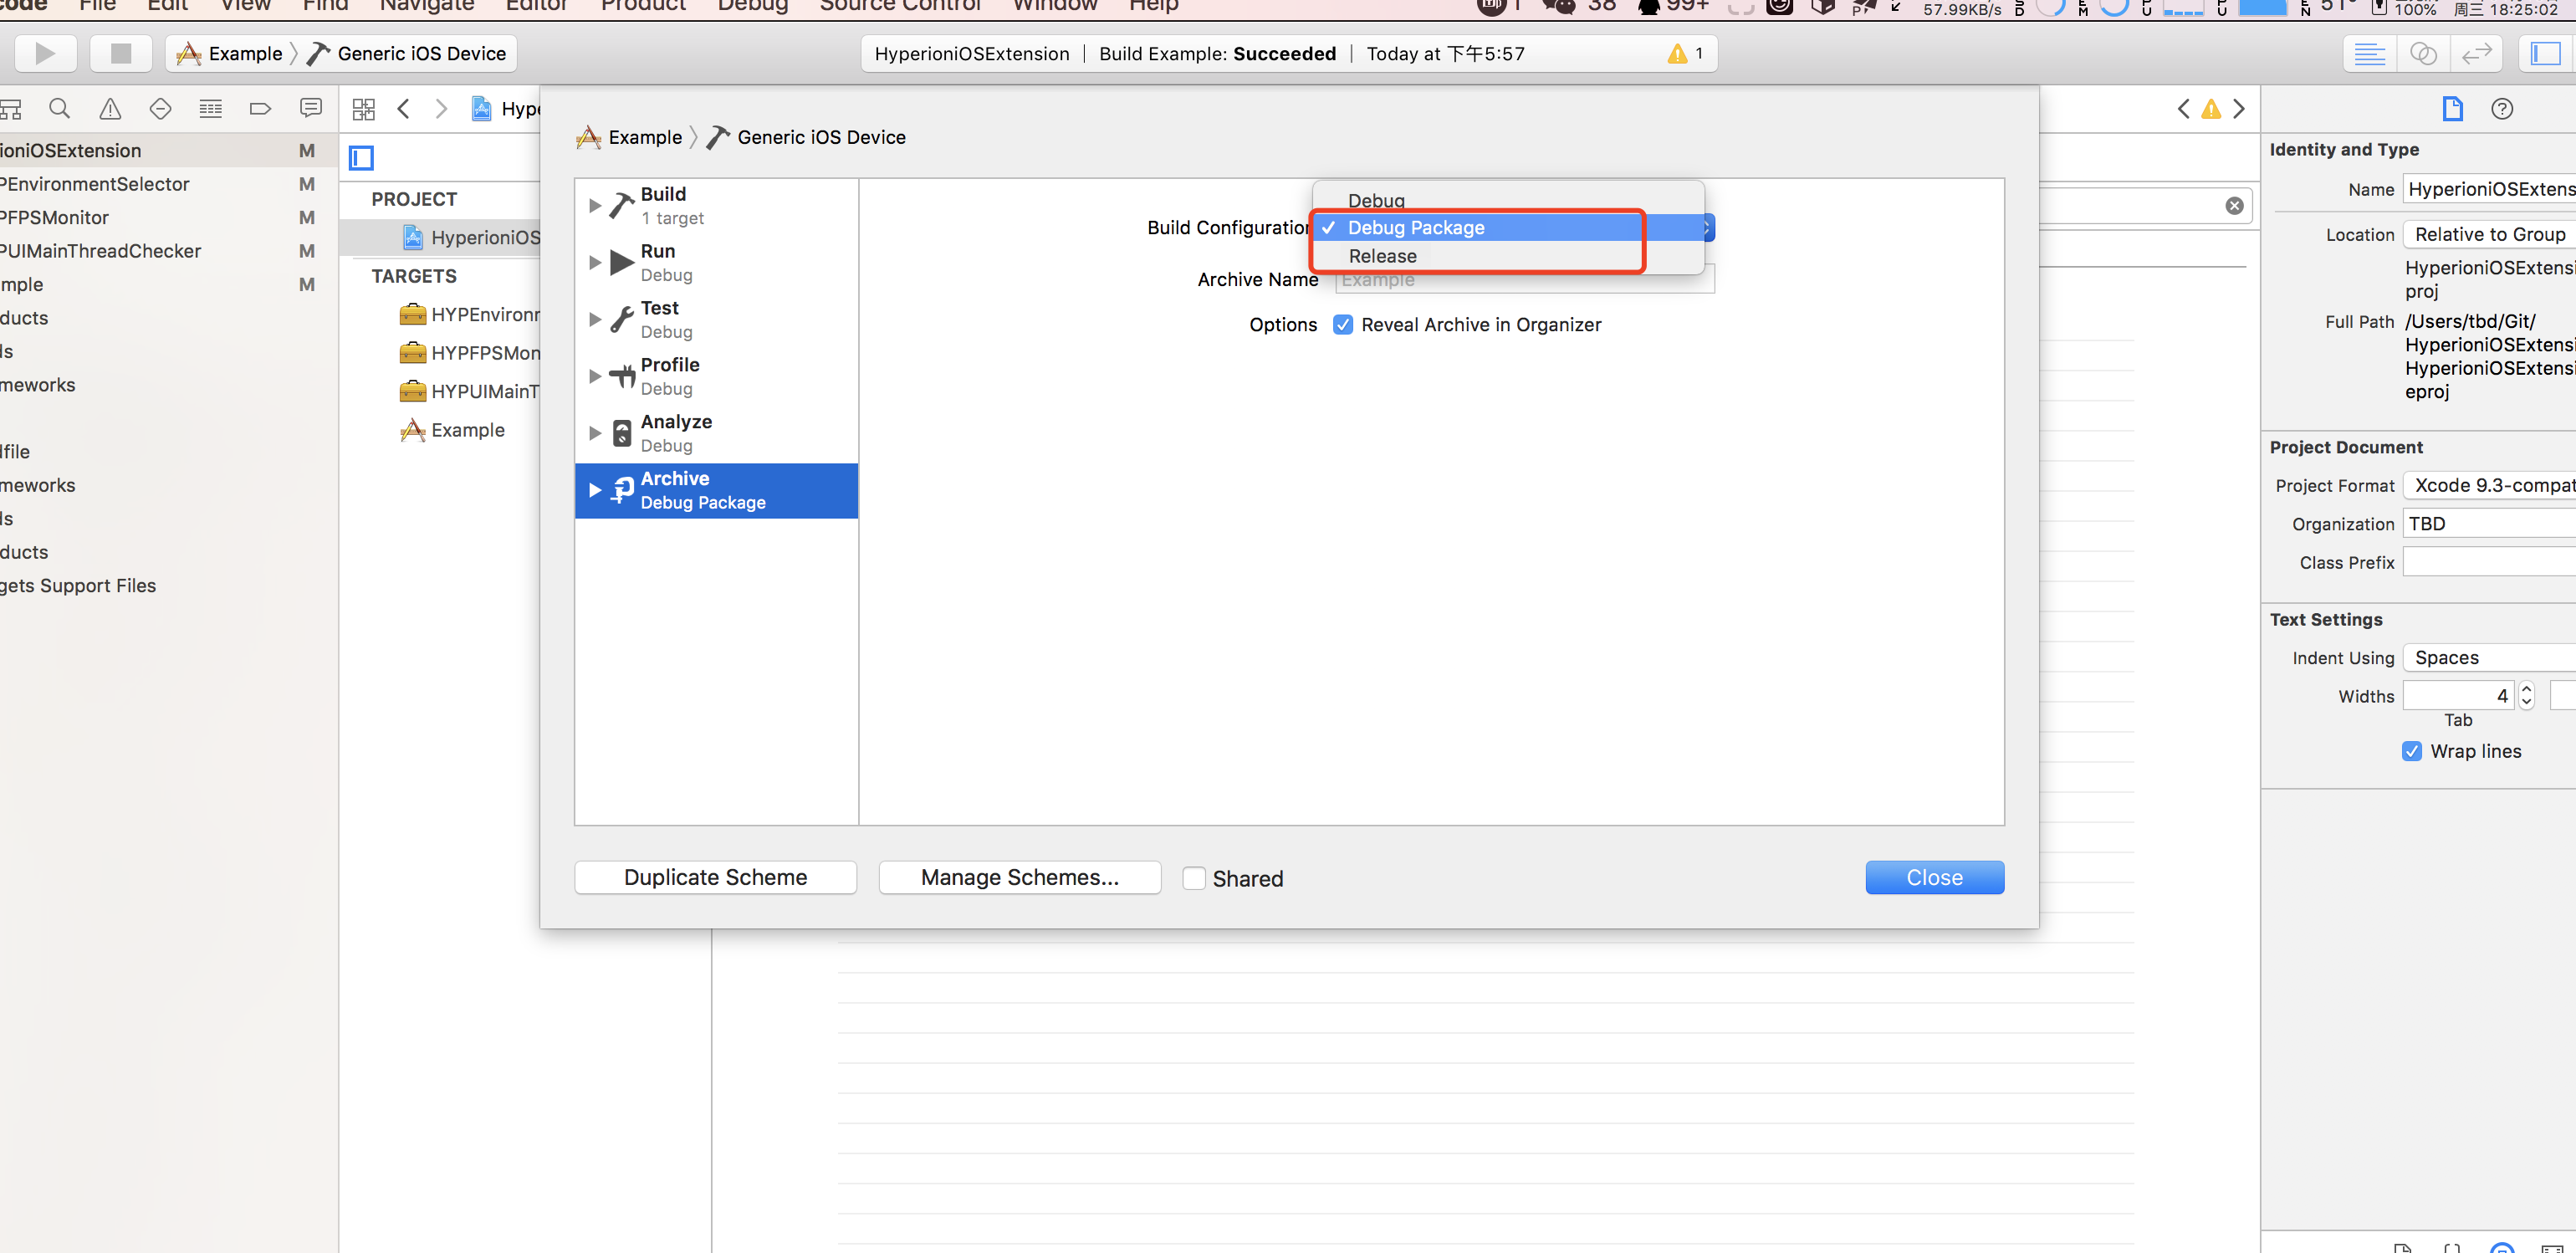 File Edit View Find Navigate Editor Product Debug Source Control Window Help
1 38 99+ 57.99KB/s 100% 周三 18:25:02
Example Generic iOS Device
HyperioniOSExtension | Build Example: Succeeded | Today at 下午5:57
1
ioniOSExtension M
PEnvironmentSelector M
PFPSMonitor M
PUIMainThreadChecker M
mple M
ducts
ls
meworks
lfile
meworks
ls
ducts
gets Support Files
Hype
PROJECT
HyperioniOS
TARGETS
HYPEnvironr
HYPFPSMon
HYPUIMainT
Example
Example Generic iOS Device
Build
1 target
Run
Debug
Test
Debug
Profile
Debug
Analyze
Debug
Archive
Debug Package
Debug
Build Configuration
✓ Debug Package
Release
Archive Name Example
Options Reveal Archive in Organizer
Duplicate Scheme
Manage Schemes...
Shared
Close
Identity and Type
Name HyperioniOSExtens
Location Relative to Group
HyperioniOSExtensi
proj
Full Path /Users/tbd/Git/
HyperioniOSExtensi
HyperioniOSExtensi
eproj
Project Document
Project Format Xcode 9.3-compat
Organization TBD
Class Prefix
Text Settings
Indent Using Spaces
Widths 4
Tab
Wrap lines